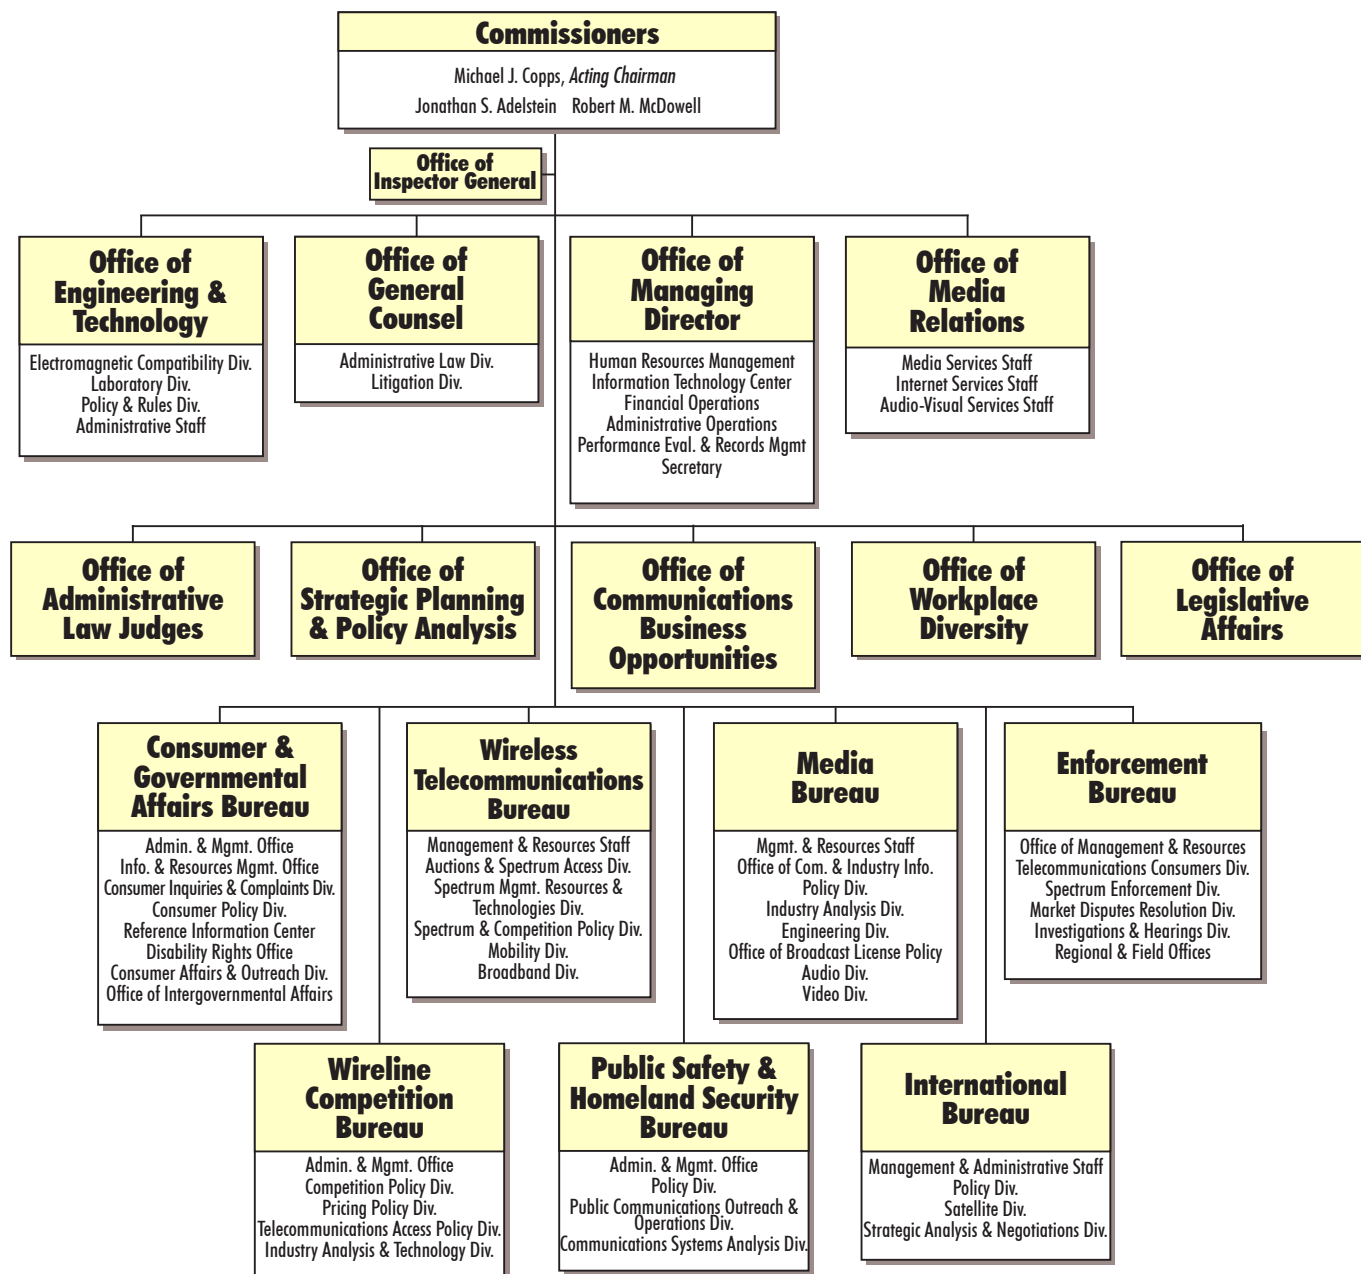 Commissioners
Michael J. Copps, Acting Chairman
Jonathan S. Adelstein Robert M. McDowell
Office of
Inspector General
Office of
Engineering &
Technology
Electromagnetic Compatibility Div.
Laboratory Div.
Policy & Rules Div.
Administrative Staff
Office of
General
Counsel
Administrative Law Div.
Litigation Div.
Office of
Managing
Director
Human Resources Management
Information Technology Center
Financial Operations
Administrative Operations
Performance Eval. & Records Mgmt
Secretary
Office of
Media
Relations
Media Services Staff
Internet Services Staff
Audio-Visual Services Staff
Office of
Administrative
Law Judges
Office of
Strategic Planning
& Policy Analysis
Office of
Communications
Business
Opportunities
Office of
Workplace
Diversity
Office of
Legislative
Affairs
Consumer &
Governmental
Affairs Bureau
Admin. & Mgmt. Office
Info. & Resources Mgmt. Office
Consumer Inquiries & Complaints Div.
Consumer Policy Div.
Reference Information Center
Disability Rights Office
Consumer Affairs & Outreach Div.
Office of Intergovernmental Affairs
Wireless
Telecommunications
Bureau
Management & Resources Staff
Auctions & Spectrum Access Div.
Spectrum Mgmt. Resources &
Technologies Div.
Spectrum & Competition Policy Div.
Mobility Div.
Broadband Div.
Media
Bureau
Mgmt. & Resources Staff
Office of Com. & Industry Info.
Policy Div.
Industry Analysis Div.
Engineering Div.
Office of Broadcast License Policy
Audio Div.
Video Div.
Enforcement
Bureau
Office of Management & Resources
Telecommunications Consumers Div.
Spectrum Enforcement Div.
Market Disputes Resolution Div.
Investigations & Hearings Div.
Regional & Field Offices
Wireline
Competition
Bureau
Admin. & Mgmt. Office
Competition Policy Div.
Pricing Policy Div.
Telecommunications Access Policy Div.
Industry Analysis & Technology Div.
Public Safety &
Homeland Security
Bureau
Admin. & Mgmt. Office
Policy Div.
Public Communications Outreach &
Operations Div.
Communications Systems Analysis Div.
International
Bureau
Management & Administrative Staff
Policy Div.
Satellite Div.
Strategic Analysis & Negotiations Div.